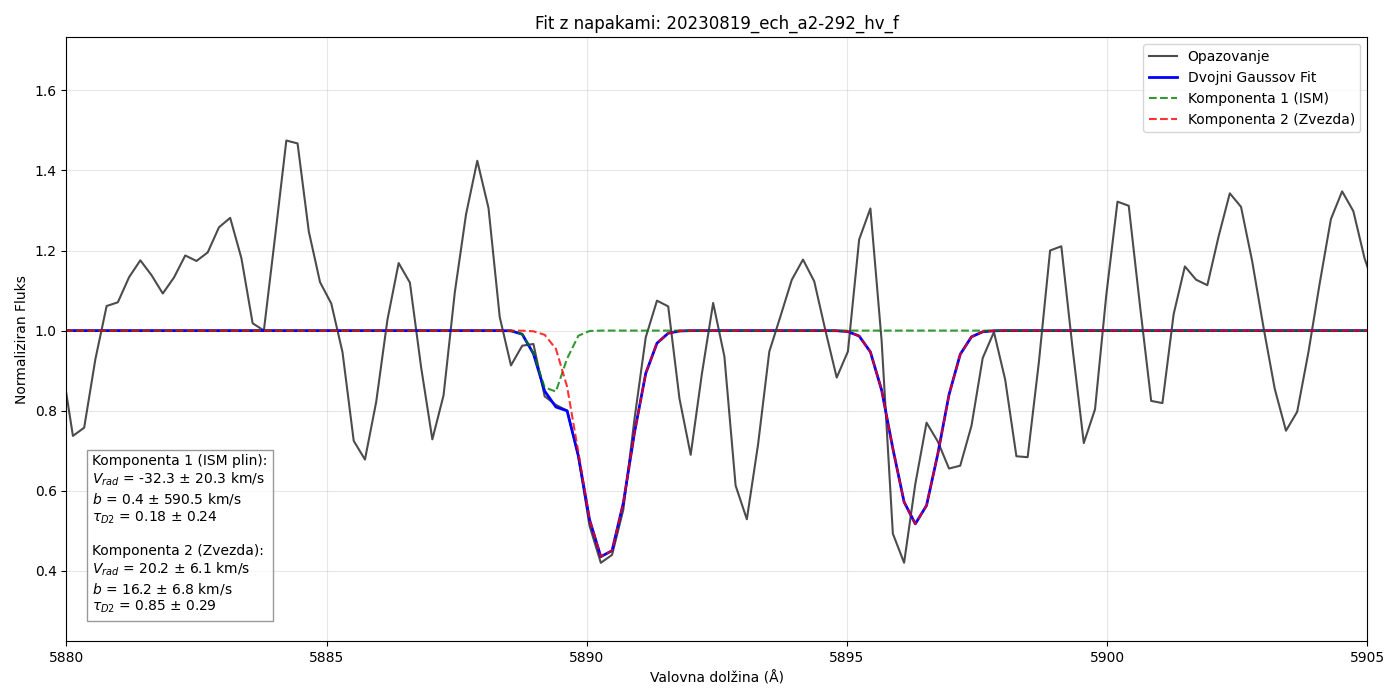 Fit z napakami: 20230819_ech_a2-292_hv_f
Normaliziran Fluks
1.6
1.4
1.2
1.0
0.8
0.6
0.4
Opazovanje
Dvojni Gaussov Fit
Komponenta 1 (ISM)
Komponenta 2 (Zvezda)
Komponenta 1 (ISM plin):
V_rad = -32.3 ± 20.3 km/s
b = 0.4 ± 590.5 km/s
τ_D2 = 0.18 ± 0.24
Komponenta 2 (Zvezda):
V_rad = 20.2 ± 6.1 km/s
b = 16.2 ± 6.8 km/s
τ_D2 = 0.85 ± 0.29
5880 5885 5890 5895 5900 5905
Valovna dolžina (Å)